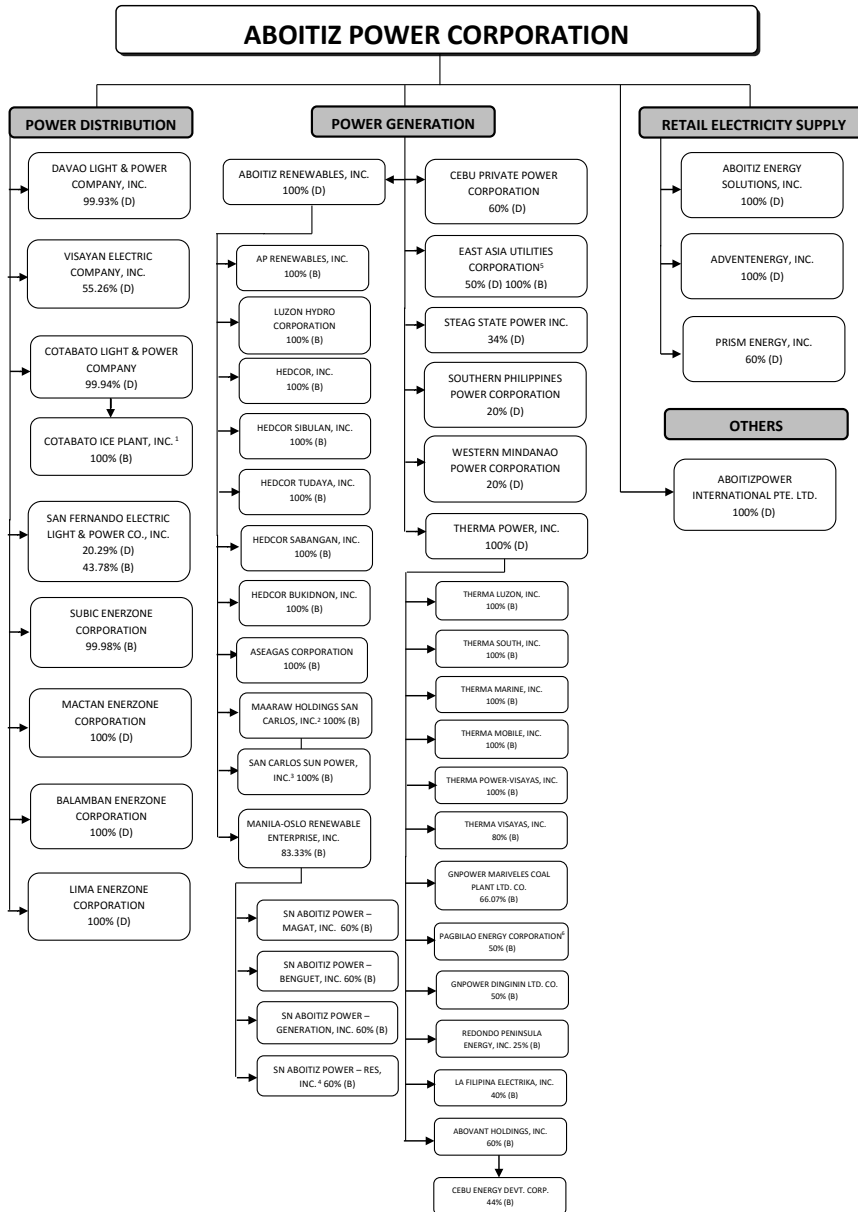 ABOITIZ POWER CORPORATION
POWER DISTRIBUTION
DAVAO LIGHT & POWER
COMPANY, INC.
99.93% (D)
VISAYAN ELECTRIC
COMPANY, INC.
55.26% (D)
COTABATO LIGHT & POWER
COMPANY
99.94% (D)
COTABATO ICE PLANT, INC. 1
100% (B)
SAN FERNANDO ELECTRIC
LIGHT & POWER CO., INC.
20.29% (D)
43.78% (B)
SUBIC ENERZONE
CORPORATION
99.98% (B)
MACTAN ENERZONE
CORPORATION
100% (D)
BALAMBAN ENERZONE
CORPORATION
100% (D)
LIMA ENERZONE
CORPORATION
100% (D)
POWER GENERATION
ABOITIZ RENEWABLES, INC.
100% (D)
AP RENEWABLES, INC.
100% (B)
LUZON HYDRO
CORPORATION
100% (B)
HEDCOR, INC.
100% (B)
HEDCOR SIBULAN, INC.
100% (B)
HEDCOR TUDAYA, INC.
100% (B)
HEDCOR SABANGAN, INC.
100% (B)
HEDCOR BUKIDNON, INC.
100% (B)
ASEAGAS CORPORATION
100% (B)
MAARAW HOLDINGS SAN
CARLOS, INC.2 100% (B)
SAN CARLOS SUN POWER,
INC.3 100% (B)
MANILA-OSLO RENEWABLE
ENTERPRISE, INC.
83.33% (B)
SN ABOITIZ POWER –
MAGAT, INC. 60% (B)
SN ABOITIZ POWER –
BENGUET, INC. 60% (B)
SN ABOITIZ POWER
–GENERATION, INC. 60% (B)
SN ABOITIZ POWER – RES,
INC. 4 60% (B)
CEBU PRIVATE POWER
CORPORATION
60% (D)
EAST ASIA UTILITIES
CORPORATION5
50% (D) 100% (B)
STEAG STATE POWER INC.
34% (D)
SOUTHERN PHILIPPINES
POWER CORPORATION
20% (D)
WESTERN MINDANAO
POWER CORPORATION
20% (D)
THERMA POWER, INC.
100% (D)
THERMA LUZON, INC.
100% (B)
THERMA SOUTH, INC.
100% (B)
THERMA MARINE, INC.
100% (B)
THERMA MOBILE, INC.
100% (B)
THERMA POWER-VISAYAS, INC.
100% (B)
THERMA VISAYAS, INC.
80% (B)
GNPOWER MARIVELES COAL
PLANT LTD. CO.
66.07% (B)
PAGBILAO ENERGY CORPORATION6
50% (B)
GNPOWER DINGININ LTD. CO.
50% (B)
REDONDO PENINSULA
ENERGY, INC. 25% (B)
LA FILIPINA ELECTRIKA, INC.
40% (B)
ABOVANT HOLDINGS, INC.
60% (B)
CEBU ENERGY DEVT. CORP.
44% (B)
RETAIL ELECTRICITY SUPPLY
ABOITIZ ENERGY
SOLUTIONS, INC.
100% (D)
ADVENTENERGY, INC.
100% (D)
PRISM ENERGY, INC.
60% (D)
OTHERS
ABOITIZPOWER
INTERNATIONAL PTE. LTD.
100% (D)